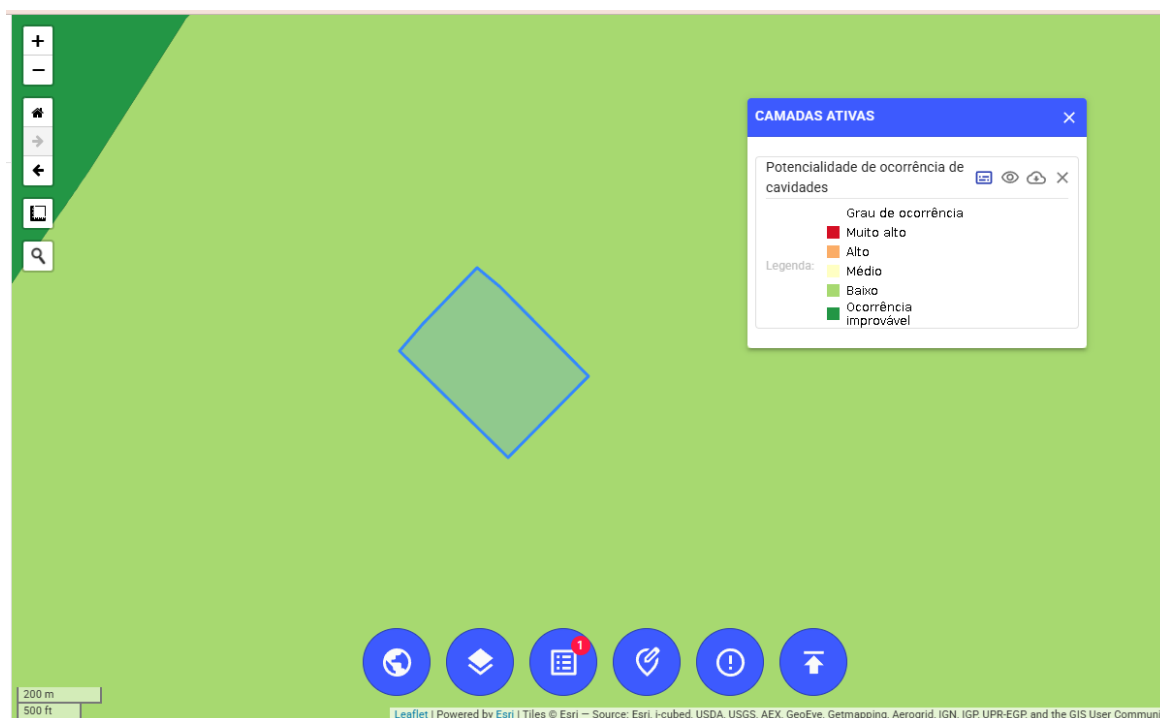 +
−
CAMADAS ATIVAS
Potencialidade de ocorrência de
cavidades
Grau de ocorrência
Muito alto
Alto
Legenda:
Médio
Baixo
Ocorrência
improvável
1
200 m
500 ft
Leaflet | Powered by Esri | Tiles © Esri — Source: Esri, i-cubed, USDA, USGS, AEX, GeoEye, Getmapping, Aerogrid, IGN, IGP, UPR-EGP, and the GIS User Communi